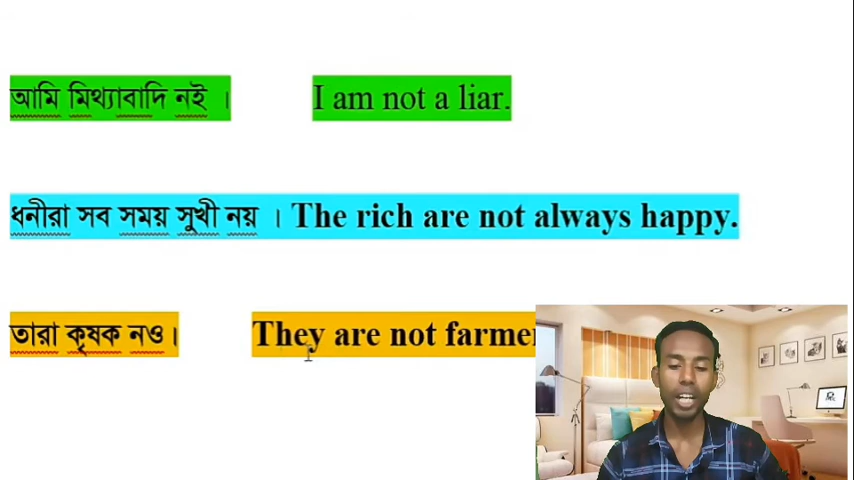 আমি মিথ্যাবাদি নই । I am not a liar.
ধনীরা সব সময় সুখী নয় । The rich are not always happy.
তারা কৃষক নও। They are not